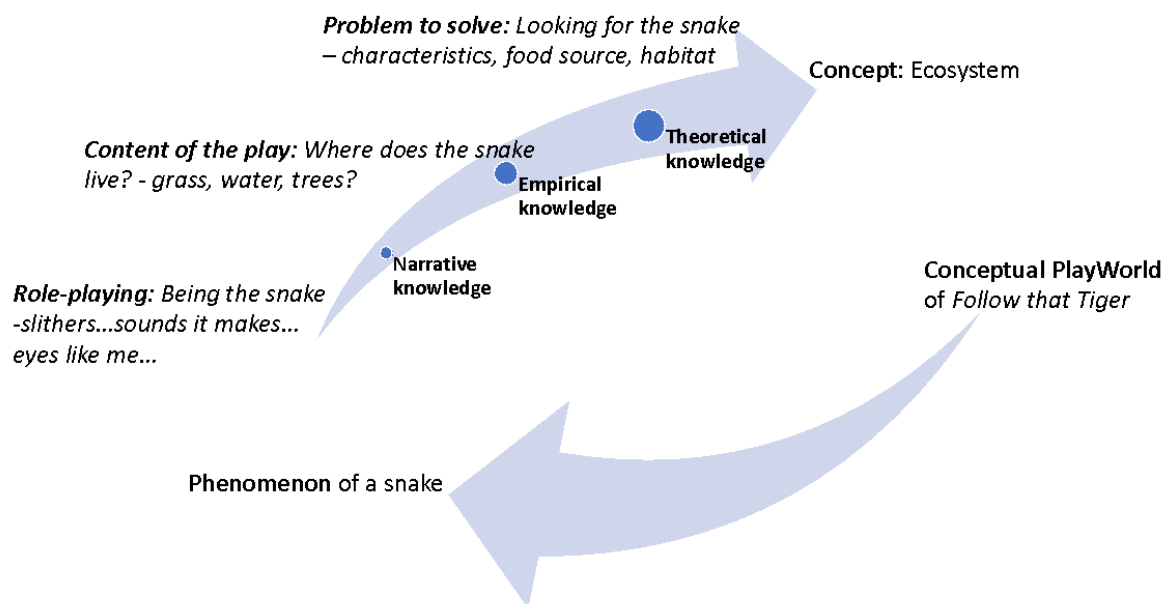 Problem to solve: Looking for the snake
– characteristics, food source, habitat
Concept: Ecosystem
Theoretical
knowledge
Content of the play: Where does the snake
live? - grass, water, trees?
Empirical
knowledge
Narrative
knowledge
Role-playing: Being the snake
-slithers...sounds it makes...
eyes like me...
Conceptual PlayWorld
of Follow that Tiger
Phenomenon of a snake